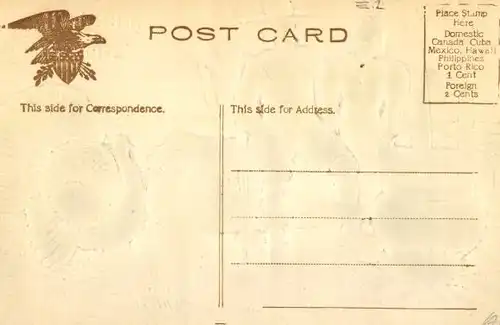 POST CARD
Place Stamp
Here
Domestic
Canada Cuba
Mexico, Hawaii
Philippines
Porto Rico
1 Cent
Foreign
2 Cents
This side for Correspondence.
This side for Address.